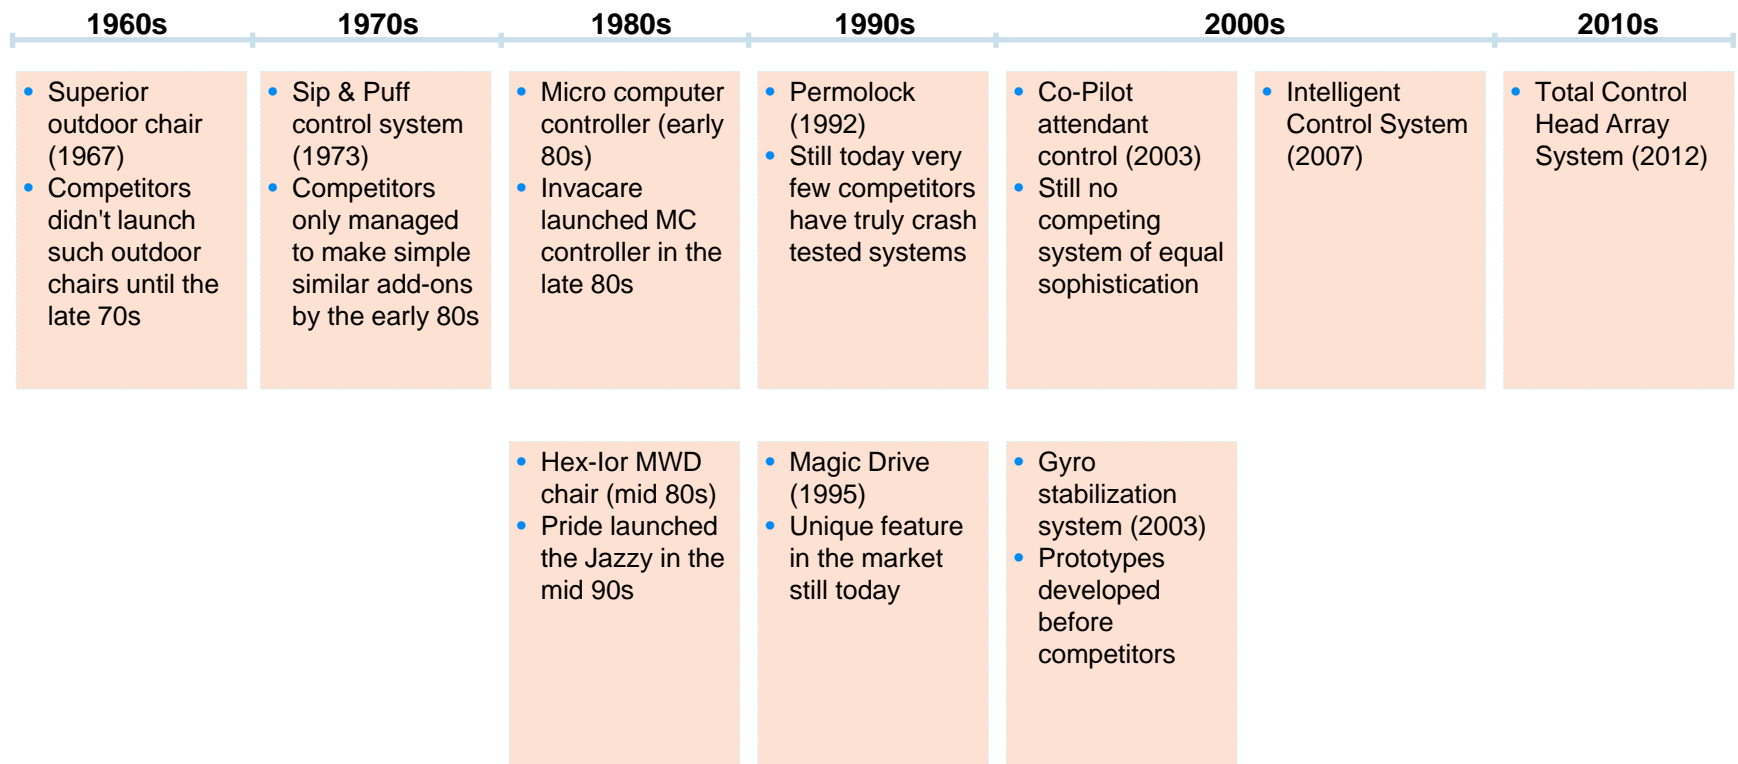 1960s
1970s
1980s
1990s
2000s
2010s
Superior
outdoor chair
(1967)
Competitors
didn't launch
such outdoor
chairs until the
late 70s
Sip & Puff
control system
(1973)
Competitors
only managed
to make simple
similar add-ons
by the early 80s
Micro computer
controller (early
80s)
Invacare
launched MC
controller in the
late 80s
Permolock
(1992)
Still today very
few competitors
have truly crash
tested systems
Co-Pilot
attendant
control (2003)
Still no
competing
system of equal
sophistication
Intelligent
Control System
(2007)
Total Control
Head Array
System (2012)
Hex-Ior MWD
chair (mid 80s)
Pride launched
the Jazzy in the
mid 90s
Magic Drive
(1995)
Unique feature
in the market
still today
Gyro
stabilization
system (2003)
Prototypes
developed
before
competitors